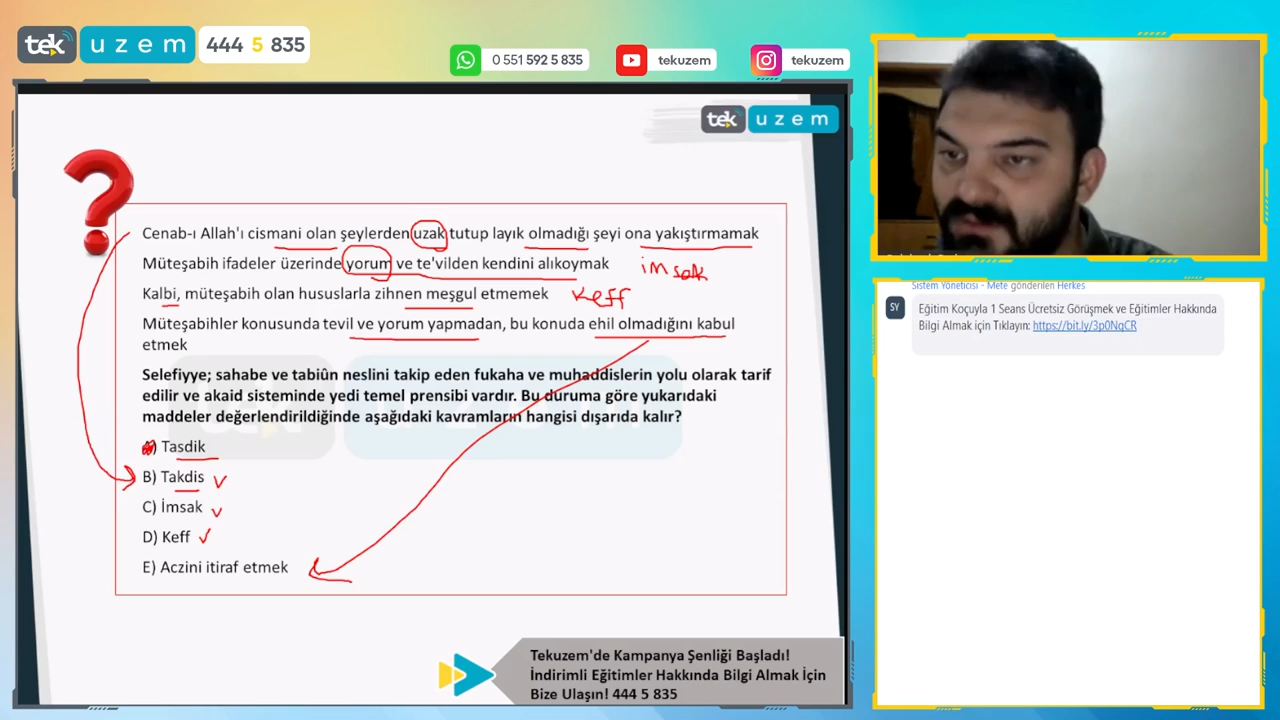 tek uzem 444 5 835
0 551 592 5 835
tekuzem
tekuzem
tek uzem
Cenab-ı Allah'ı cismani olan şeylerden uzak tutup layık olmadığı şeyi ona yakıştırmamak
Müteşabih ifadeler üzerinde yorum ve te'vilden kendini alıkoymak imsak
Kalbi, müteşabih olan hususlarla zihnen meşgul etmemek Keff
Müteşabihler konusunda tevil ve yorum yapmadan, bu konuda ehil olmadığını kabul
etmek
Selefiyye; sahabe ve tabiûn neslini takip eden fukaha ve muhaddislerin yolu olarak tarif
edilir ve akaid sisteminde yedi temel prensibi vardır. Bu duruma göre yukarıdaki
maddeler değerlendirildiğinde aşağıdaki kavramların hangisi dışarıda kalır?
Tasdik
B) Takdis
C) İmsak
D) Keff
E) Aczini itiraf etmek
Tekuzem'de Kampanya Şenliği Başladı!
İndirimli Eğitimler Hakkında Bilgi Almak İçin
Bize Ulaşın! 444 5 835
Sistem Yöneticisi - Mete gönderilen Herkes
SY
Eğitim Koçuyla 1 Seans Ücretsiz Görüşmek ve Eğitimler Hakkında
Bilgi Almak için Tıklayın: https://bit.ly/3p0NqCR